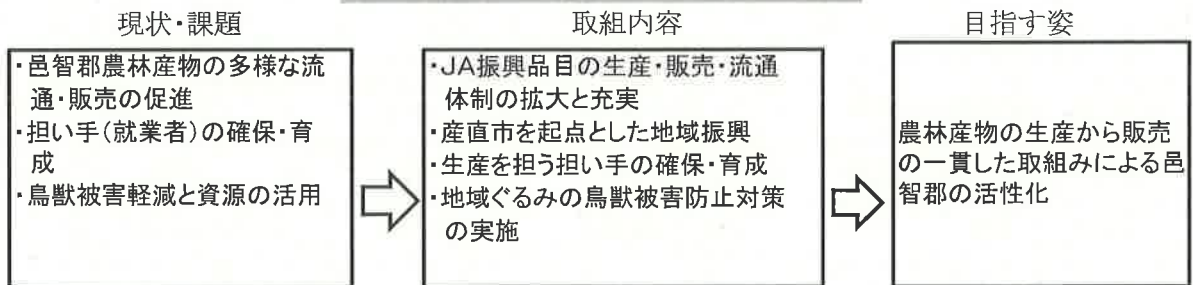 現状・課題
・邑智郡農林産物の多様な流
通・販売の促進
・担い手(就業者)の確保・育
成
・鳥獣被害軽減と資源の活用
取組内容
・JA振興品目の生産・販売・流通
体制の拡大と充実
・産直市を起点とした地域振興
・生産を担う担い手の確保・育成
・地域ぐるみの鳥獣被害防止対策
の実施
目指す姿
農林産物の生産から販売
の一貫した取組みによる邑
智郡の活性化